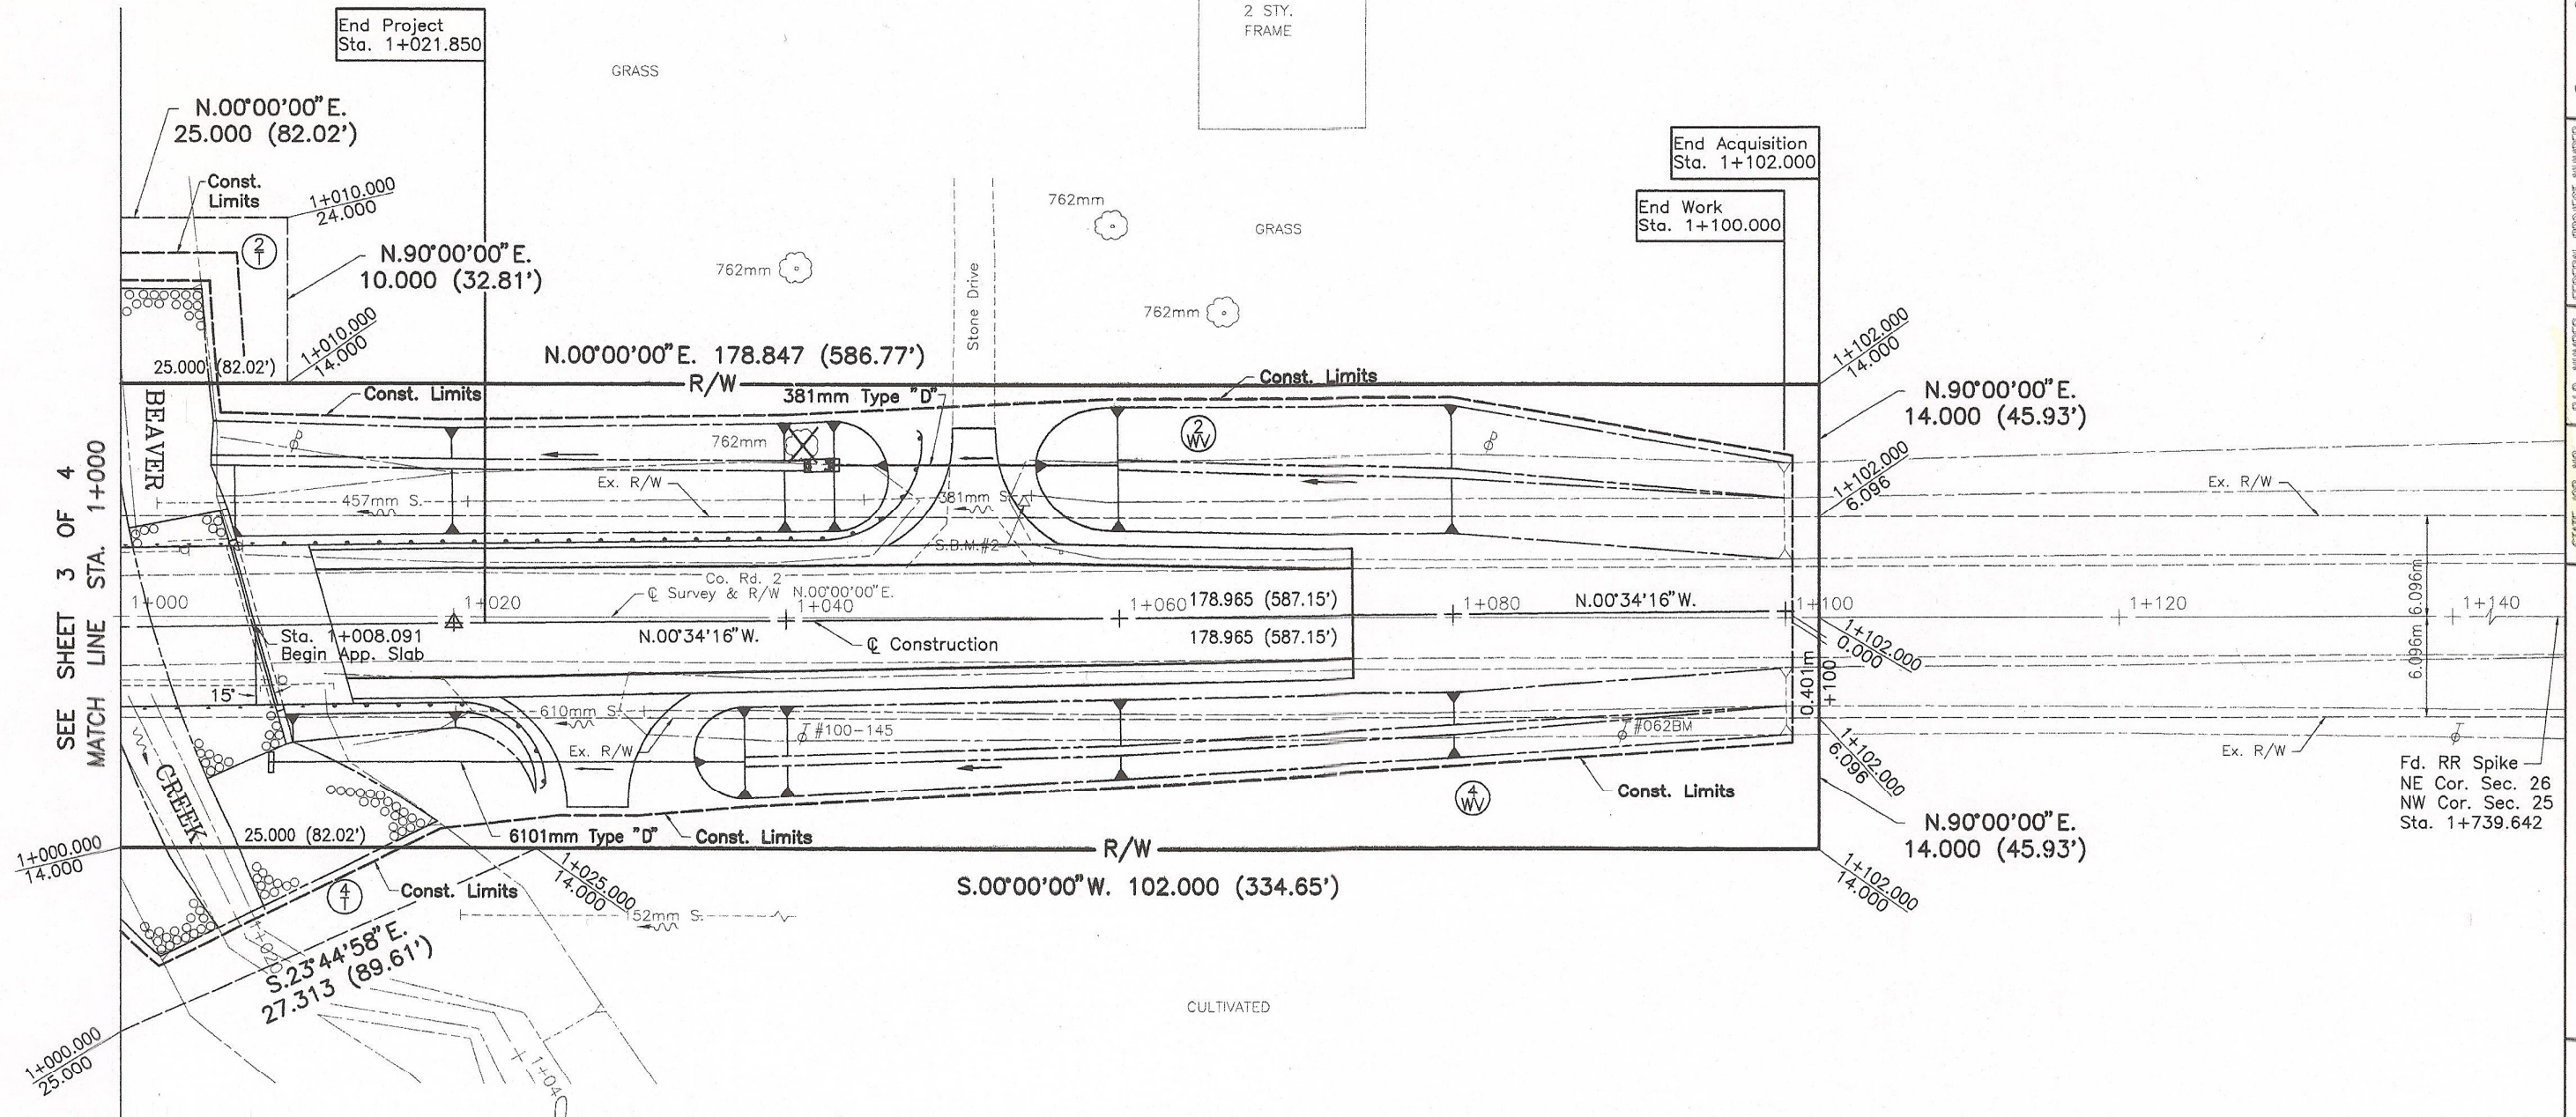 End Project
Sta. 1+021.850
2 STY.
FRAME
GRASS
N.00°00'00"E.
25.000 (82.02')
Const.
Limits
1+010.000
24.000
2
T
N.90°00'00"E.
10.000 (32.81')
1+010.000
14.000
25.000 (82.02')
End Acquisition
Sta. 1+102.000
End Work
Sta. 1+100.000
762mm
GRASS
762mm
762mm
Stone Drive
N.00°00'00"E. 178.847 (586.77')
R/W
Const. Limits
381mm Type "D"
Const. Limits
1+102.000
14.000
N.90°00'00"E.
14.000 (45.93')
1+102.000
6.096
BEAVER
762mm
2
WV
457mm S.
Ex. R/W
381mm S.
Ex. R/W
S.B.M.#2
Co. Rd. 2
℄ Survey & R/W N.00°00'00"E.
1+000
1+020
1+040
1+060
178.965 (587.15')
1+080
N.00°34'16"W.
1+100
1+120
1+140
6.096m
6.096m
SEE SHEET 3 OF 4
MATCH LINE STA. 1+000
Sta. 1+008.091
Begin App. Slab
N.00°34'16"W.
℄ Construction
178.965 (587.15')
1+102.000
0.000
0.401m
1+100
15°
610mm S.
Ex. R/W
#100-145
#062BM
1+102.000
6.096
Ex. R/W
Fd. RR Spike
NE Cor. Sec. 26
NW Cor. Sec. 25
Sta. 1+739.642
4
WV
Const. Limits
CREEK
25.000 (82.02')
6101mm Type "D"
Const. Limits
R/W
N.90°00'00"E.
14.000 (45.93')
1+000.000
14.000
4
T
Const. Limits
1+025.000
14.000
S.00°00'00"W. 102.000 (334.65')
1+102.000
14.000
152mm S.
1+020
S.23°44'58"E.
27.313 (89.61')
CULTIVATED
1+000.000
25.000
1+040